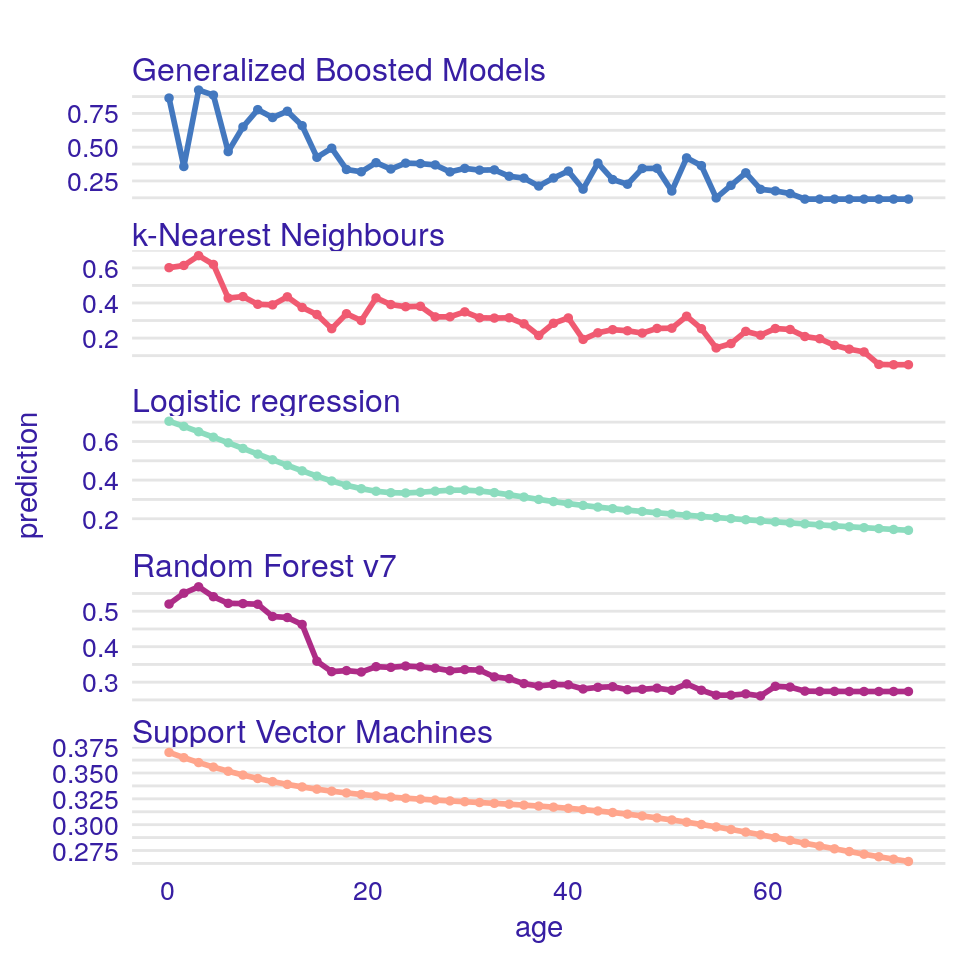 Generalized Boosted Models
0.75
0.50
0.25
k-Nearest Neighbours
0.6
0.4
0.2
Logistic regression
0.6
0.4
0.2
prediction
Random Forest v7
0.5
0.4
0.3
Support Vector Machines
0.375
0.350
0.325
0.300
0.275
0 20 40 60
age